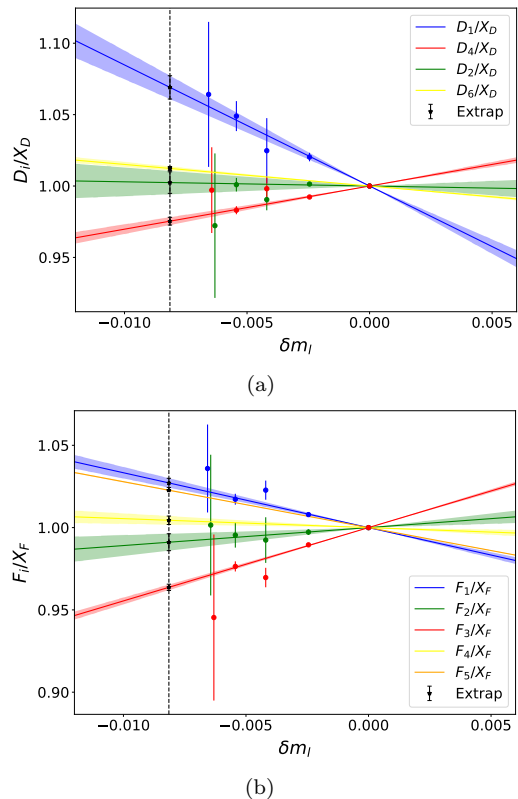 1.10
1.05
1.00
0.95
D_i/X_D
D_1/X_D
D_4/X_D
D_2/X_D
D_6/X_D
Extrap
−0.010 −0.005 0.000 0.005
δm_l
(a)
1.05
1.00
0.95
0.90
F_i/X_F
F_1/X_F
F_2/X_F
F_3/X_F
F_4/X_F
F_5/X_F
Extrap
−0.010 −0.005 0.000 0.005
δm_l
(b)